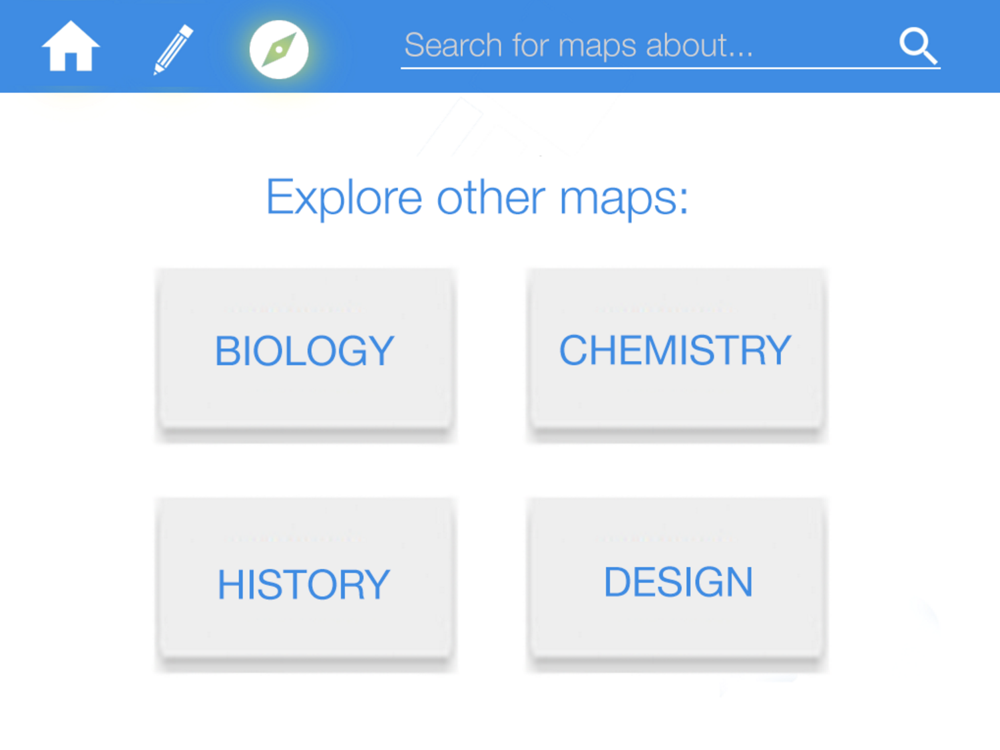 Search for maps about...
Explore other maps:
BIOLOGY
CHEMISTRY
HISTORY
DESIGN